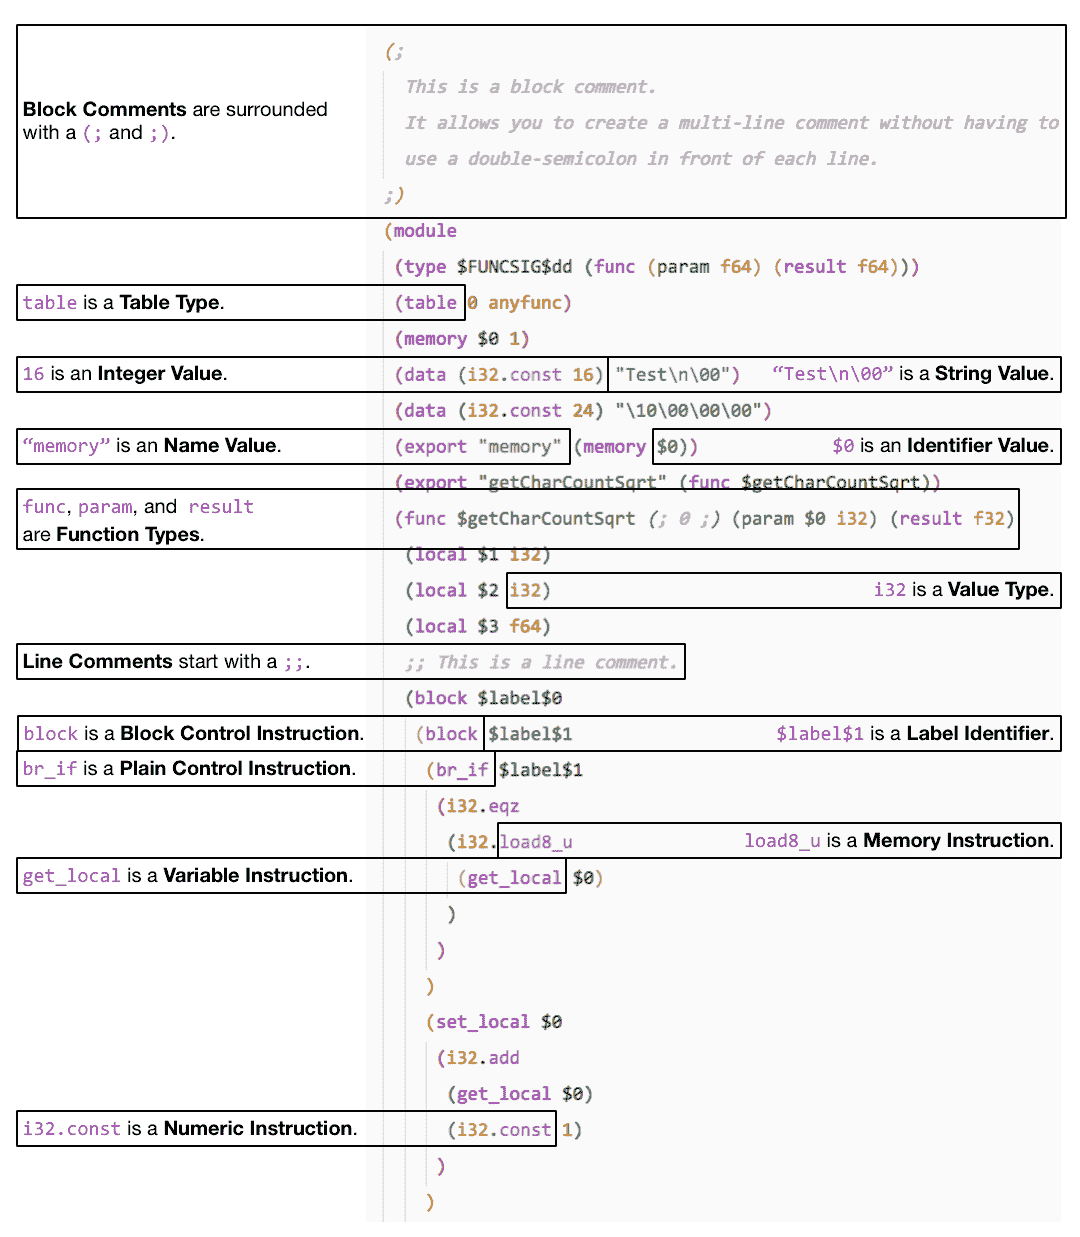 (;
This is a block comment.
Block Comments are surrounded
with a (; and ;).
It allows you to create a multi-line comment without having to
use a double-semicolon in front of each line.
;)
(module
(type $FUNCSIG$dd (func (param f64) (result f64)))
table is a Table Type. (table 0 anyfunc)
(memory $0 1)
16 is an Integer Value. (data (i32.const 16) "Test\n\00") “Test\n\00” is a String Value.
(data (i32.const 24) "\10\00\00\00")
“memory” is an Name Value. (export "memory" (memory $0)) $0 is an Identifier Value.
(export "getCharCountSqrt" (func $getCharCountSqrt))
func, param, and result
are Function Types.
(func $getCharCountSqrt (; 0 ;) (param $0 i32) (result f32)
(local $1 i32)
(local $2 i32) i32 is a Value Type.
(local $3 f64)
Line Comments start with a ;;. ;; This is a line comment.
(block $label$0
block is a Block Control Instruction. (block $label$1 $label$1 is a Label Identifier.
br_if is a Plain Control Instruction. (br_if $label$1
(i32.eqz
(i32.load8_u load8_u is a Memory Instruction.
get_local is a Variable Instruction. (get_local $0)
)
)
)
(set_local $0
(i32.add
(get_local $0)
i32.const is a Numeric Instruction. (i32.const 1)
)
)